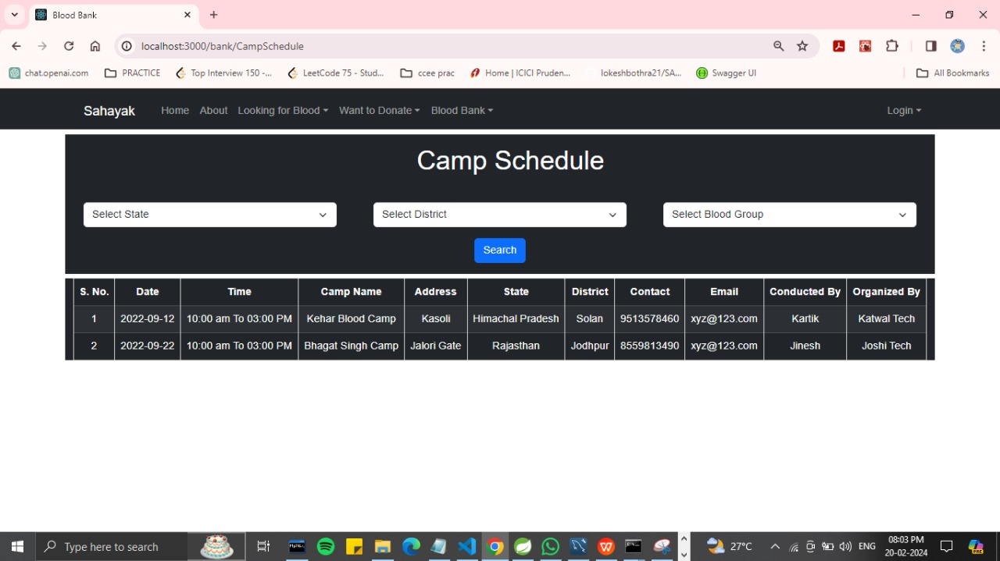 Blood Bank
localhost:3000/bank/CampSchedule
chat.openai.com PRACTICE Top Interview 150 -... LeetCode 75 - Stud... ccee prac Home | ICICI Pruden... lokeshbothra21/SA... Swagger UI All Bookmarks
Sahayak Home About Looking for Blood Want to Donate Blood Bank Login
Camp Schedule
Select State Select District Select Blood Group
Search
S. No. Date Time Camp Name Address State District Contact Email Conducted By Organized By
1 2022-09-12 10:00 am To 03:00 PM Kehar Blood Camp Kasoli Himachal Pradesh Solan 9513578460 xyz@123.com Kartik Katwal Tech
2 2022-09-22 10:00 am To 03:00 PM Bhagat Singh Camp Jalori Gate Rajasthan Jodhpur 8559813490 xyz@123.com Jinesh Joshi Tech
Type here to search 27°C ENG 08:03 PM
20-02-2024